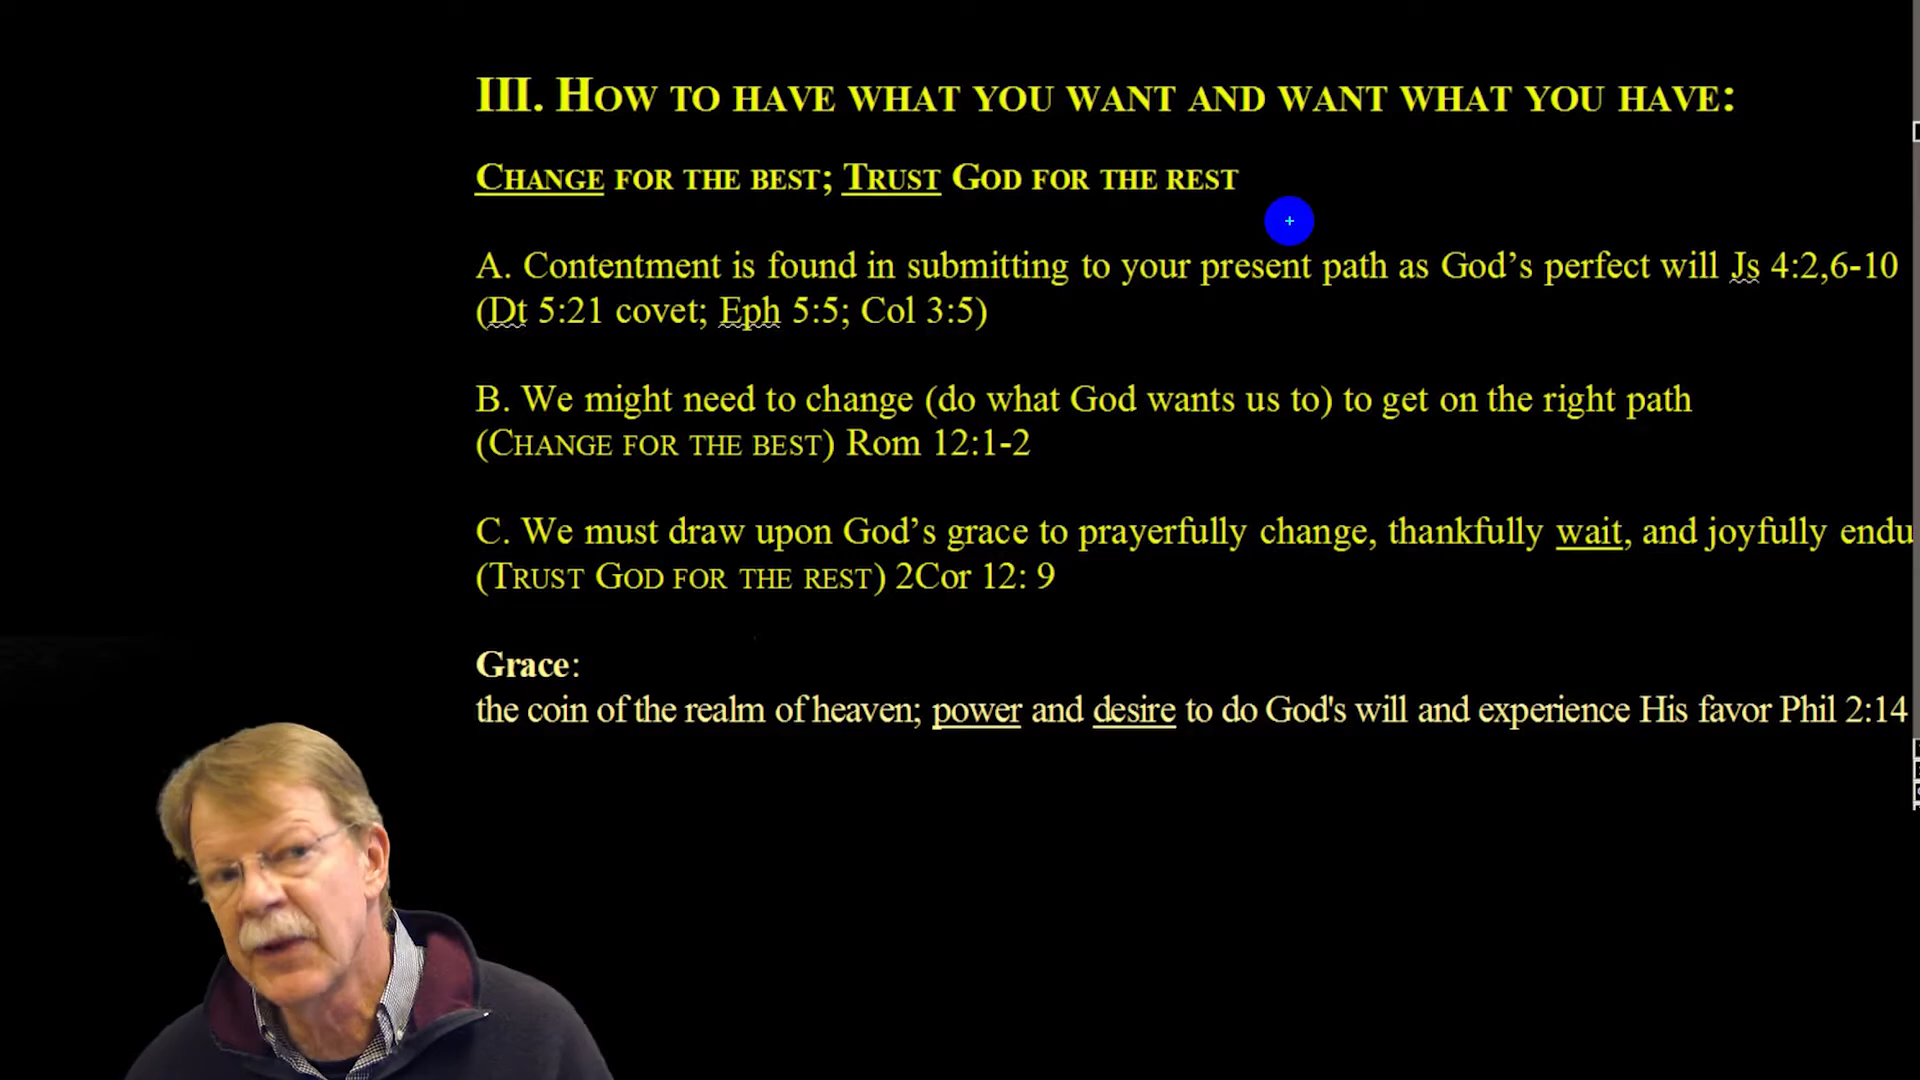 III. HOW TO HAVE WHAT YOU WANT AND WANT WHAT YOU HAVE:
CHANGE FOR THE BEST; TRUST GOD FOR THE REST
A. Contentment is found in submitting to your present path as God’s perfect will Js 4:2,6-10
(Dt 5:21 covet; Eph 5:5; Col 3:5)
B. We might need to change (do what God wants us to) to get on the right path
(CHANGE FOR THE BEST) Rom 12:1-2
C. We must draw upon God’s grace to prayerfully change, thankfully wait, and joyfully endu
(TRUST GOD FOR THE REST) 2Cor 12: 9
Grace:
the coin of the realm of heaven; power and desire to do God's will and experience His favor Phil 2:14